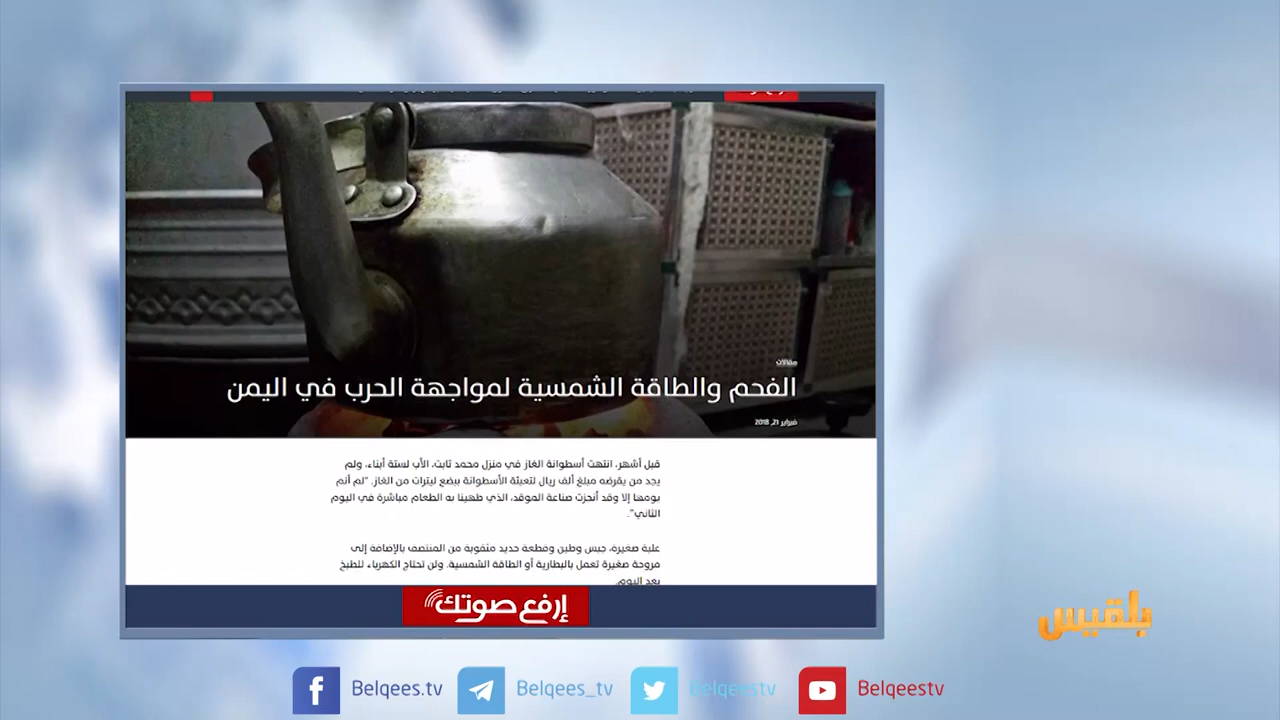 مقالات
الفحم والطاقة الشمسية لمواجهة الحرب في اليمن
فبراير 21, 2018
قبل أشهر، انتهت أسطوانة الغاز في منزل محمد ثابت، الأب لستة أبناء، ولم
يجد من يقرضه مبلغ ألف ريال لتعبئة الأسطوانة ببضع ليترات من الغاز. "لم أنم
يومها إلا وقد أنجزت صناعة الموقد، الذي طهينا به الطعام مباشرة في اليوم
الثاني".
علبة صغيرة، جبس وطين وقطعة حديد مثقوبة من المنتصف بالإضافة إلى
مروحة صغيرة تعمل بالبطارية أو الطاقة الشمسية. ولن تحتاج الكهرباء للطبخ
بعد اليوم.
إرفع صوتك
بلقيس
Belqees.tv
Belqees_tv
Belqeestv
Belqeestv